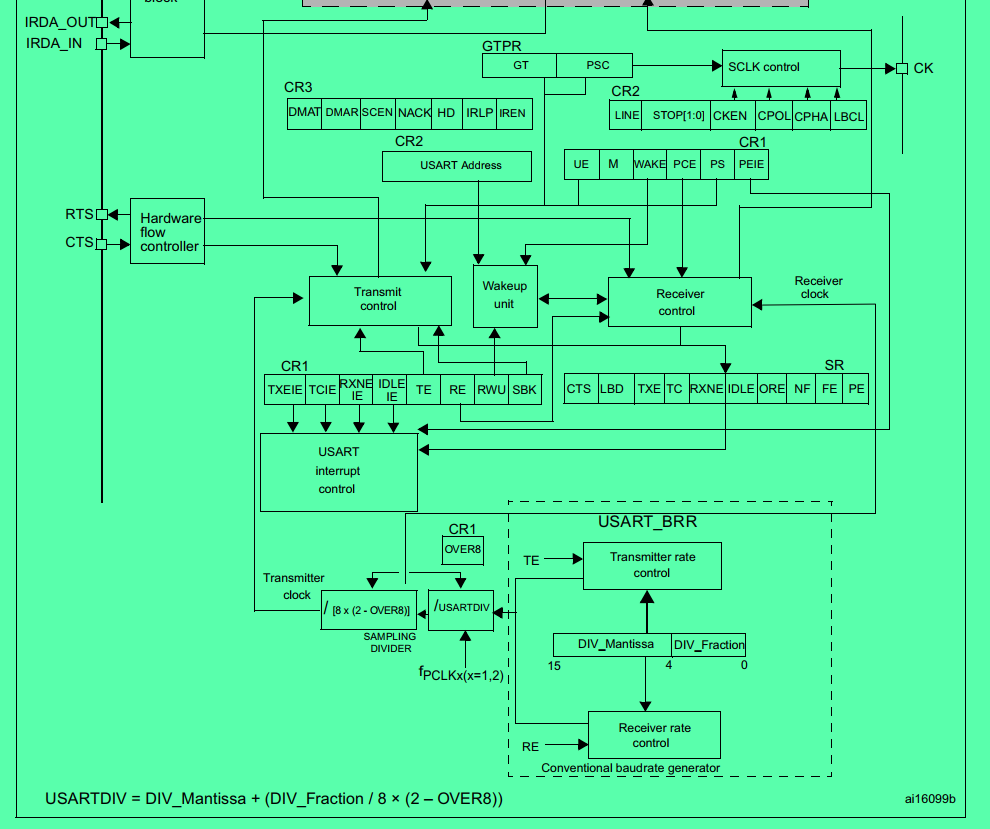 block
IRDA_OUT
IRDA_IN
GTPR
GT PSC
SCLK control
CK
CR3
DMAT DMAR SCEN NACK HD IRLP IREN
CR2
LINE STOP[1:0] CKEN CPOL CPHA LBCL
CR2
USART Address
CR1
UE M WAKE PCE PS PEIE
RTS
CTS
Hardware
flow
controller
Transmit
control
Wakeup
unit
Receiver
control
Receiver
clock
CR1
TXEIE TCIE RXNE IE IDLE IE TE RE RWU SBK
SR
CTS LBD TXE TC RXNE IDLE ORE NF FE PE
USART
interrupt
control
CR1
OVER8
USART_BRR
TE
Transmitter rate
control
Transmitter
clock
/ [8 x (2 - OVER8)]
/USARTDIV
SAMPLING
DIVIDER
DIV_Mantissa DIV_Fraction
15 4 0
fPCLKx(x=1,2)
Receiver rate
control
RE
Conventional baudrate generator
USARTDIV = DIV_Mantissa + (DIV_Fraction / 8 × (2 – OVER8))
ai16099b